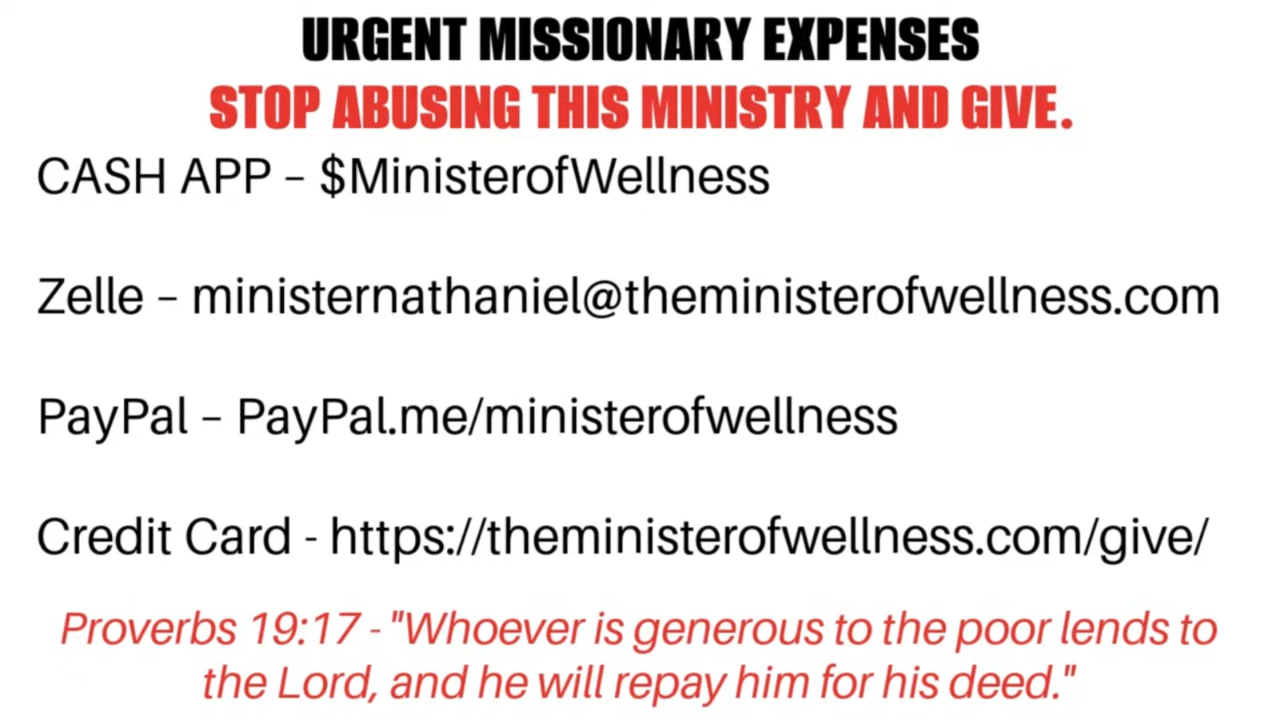 URGENT MISSIONARY EXPENSES
STOP ABUSING THIS MINISTRY AND GIVE.
CASH APP – $MinisterofWellness
Zelle – ministernathaniel@theministerofwellness.com
PayPal – PayPal.me/ministerofwellness
Credit Card - https://theministerofwellness.com/give/
Proverbs 19:17 - "Whoever is generous to the poor lends to
the Lord, and he will repay him for his deed."